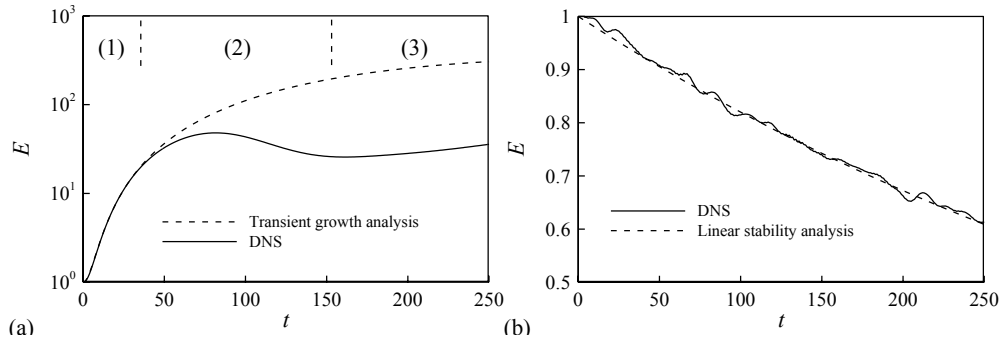 10³
(1) (2) (3)
10²
E
10¹
Transient growth analysis
DNS
10⁰
0 50 100 150 200 250
t
(a)
1
0.9
0.8
E
0.7
DNS
0.6
Linear stability analysis
0.5
0 50 100 150 200 250
t
(b)